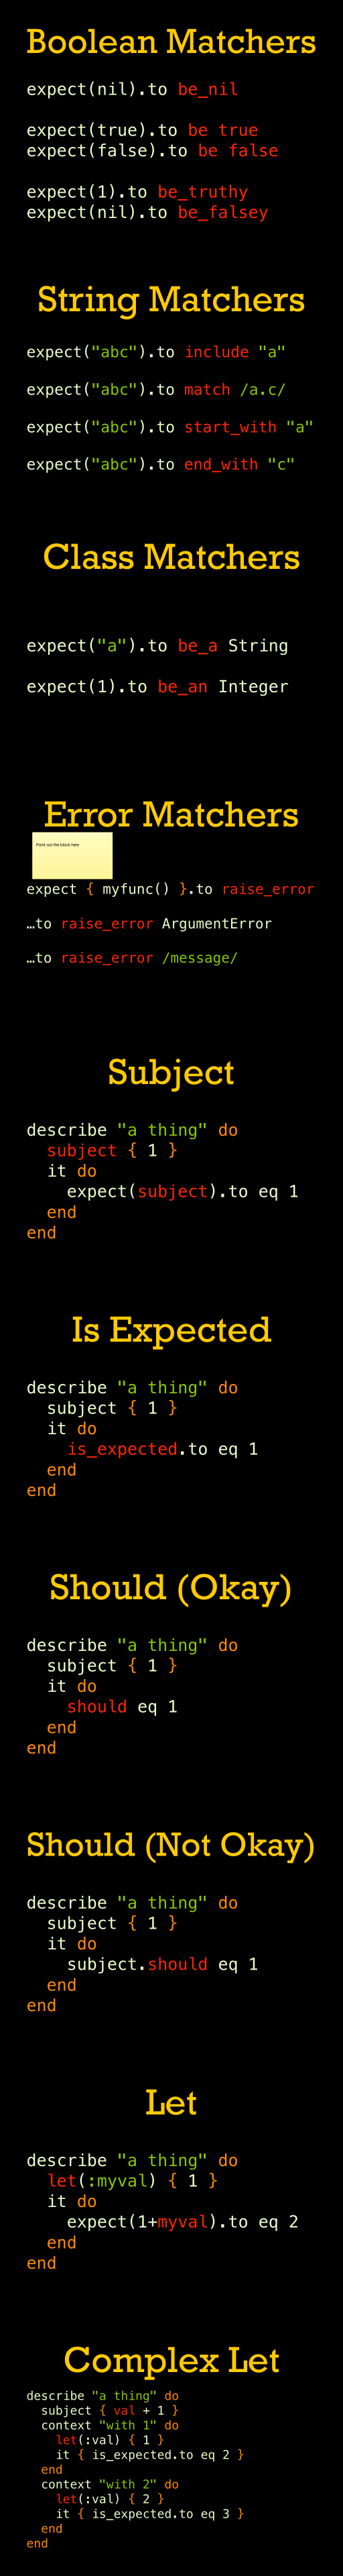 Boolean Matchers
expect(nil).to be_nil
expect(true).to be true
expect(false).to be false
expect(1).to be_truthy
expect(nil).to be_falsey
String Matchers
expect("abc").to include "a"
expect("abc").to match /a.c/
expect("abc").to start_with "a"
expect("abc").to end_with "c"
Class Matchers
expect("a").to be_a String
expect(1).to be_an Integer
Error Matchers
Point out the block here
expect { myfunc() }.to raise_error
…to raise_error ArgumentError
…to raise_error /message/
Subject
describe "a thing" do
  subject { 1 }
  it do
    expect(subject).to eq 1
  end
end
Is Expected
describe "a thing" do
  subject { 1 }
  it do
    is_expected.to eq 1
  end
end
Should (Okay)
describe "a thing" do
  subject { 1 }
  it do
    should eq 1
  end
end
Should (Not Okay)
describe "a thing" do
  subject { 1 }
  it do
    subject.should eq 1
  end
end
Let
describe "a thing" do
  let(:myval) { 1 }
  it do
    expect(1+myval).to eq 2
  end
end
Complex Let
describe "a thing" do
  subject { val + 1 }
  context "with 1" do
    let(:val) { 1 }
    it { is_expected.to eq 2 }
  end
  context "with 2" do
    let(:val) { 2 }
    it { is_expected.to eq 3 }
  end
end